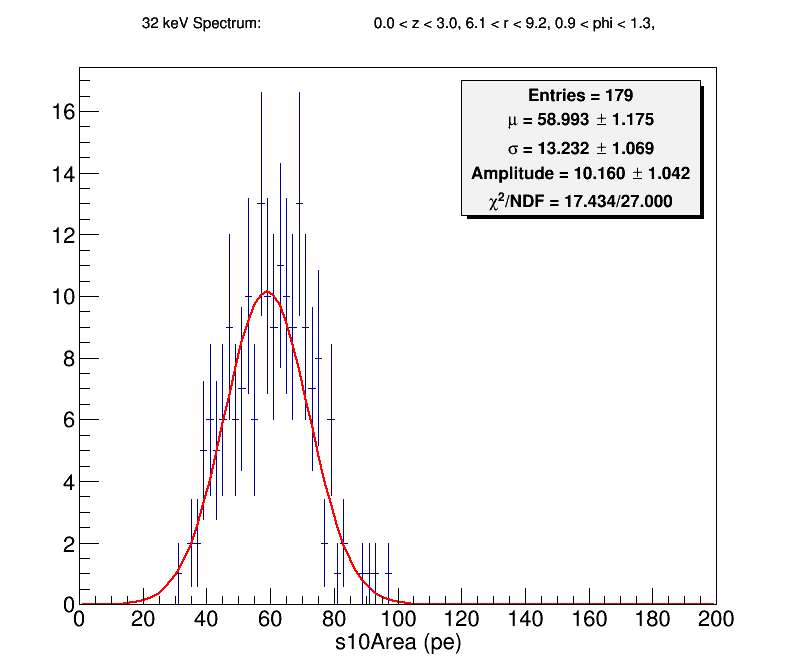 32 keV Spectrum: 0.0 < z < 3.0, 6.1 < r < 9.2, 0.9 < phi < 1.3,
Entries = 179
μ = 58.993 ± 1.175
σ = 13.232 ± 1.069
Amplitude = 10.160 ± 1.042
χ²/NDF = 17.434/27.000
16
14
12
10
8
6
4
2
0
0 20 40 60 80 100 120 140 160 180 200
s10Area (pe)